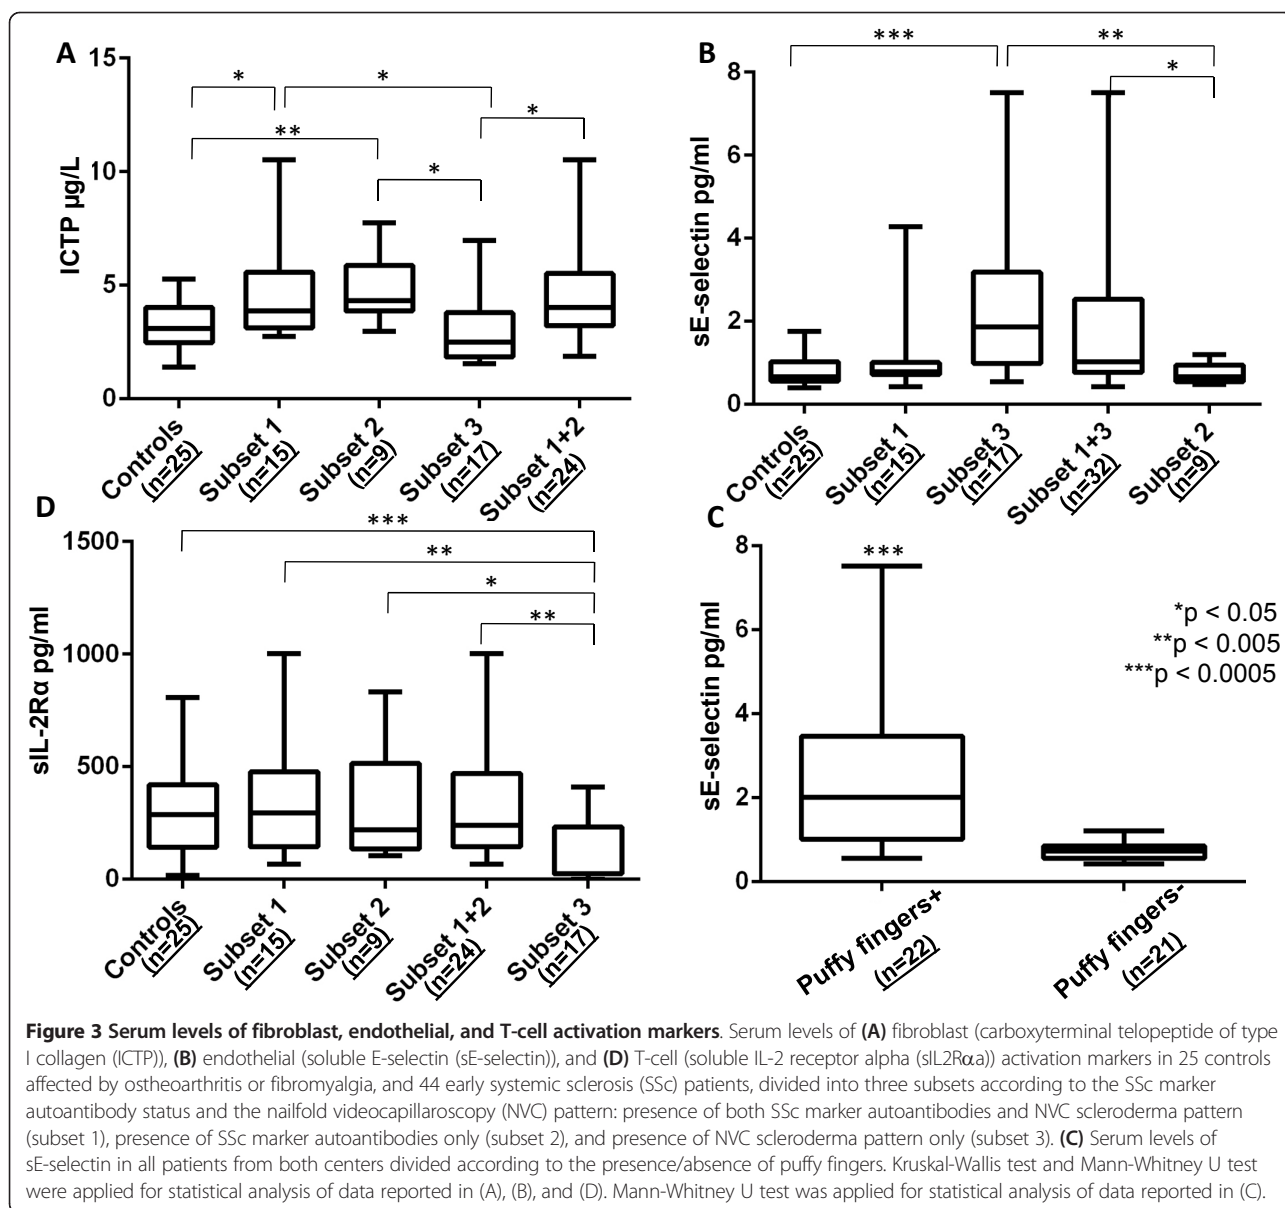 A
15
10
5
0
ICTP µg/L
*
*
**
*
*
Controls
(n=25)
Subset 1
(n=15)
Subset 2
(n=9)
Subset 3
(n=17)
Subset 1+2
(n=24)
B
8
6
4
2
0
sE-selectin pg/ml
***
**
*
Controls
(n=25)
Subset 1
(n=15)
Subset 3
(n=17)
Subset 1+3
(n=32)
Subset 2
(n=9)
D
1500
1000
500
0
sIL-2Rα pg/ml
***
**
*
**
Controls
(n=25)
Subset 1
(n=15)
Subset 2
(n=9)
Subset 1+2
(n=24)
Subset 3
(n=17)
C
8
6
4
2
0
sE-selectin pg/ml
***
*p < 0.05
**p < 0.005
***p < 0.0005
Puffy fingers+
(n=22)
Puffy fingers-
(n=21)
Figure 3 Serum levels of fibroblast, endothelial, and T-cell activation markers. Serum levels of (A) fibroblast (carboxyterminal telopeptide of type
I collagen (ICTP)), (B) endothelial (soluble E-selectin (sE-selectin)), and (D) T-cell (soluble IL-2 receptor alpha (sIL2Rαa)) activation markers in 25 controls
affected by ostheoarthritis or fibromyalgia, and 44 early systemic sclerosis (SSc) patients, divided into three subsets according to the SSc marker
autoantibody status and the nailfold videocapillaroscopy (NVC) pattern: presence of both SSc marker autoantibodies and NVC scleroderma pattern
(subset 1), presence of SSc marker autoantibodies only (subset 2), and presence of NVC scleroderma pattern only (subset 3). (C) Serum levels of
sE-selectin in all patients from both centers divided according to the presence/absence of puffy fingers. Kruskal-Wallis test and Mann-Whitney U test
were applied for statistical analysis of data reported in (A), (B), and (D). Mann-Whitney U test was applied for statistical analysis of data reported in (C).